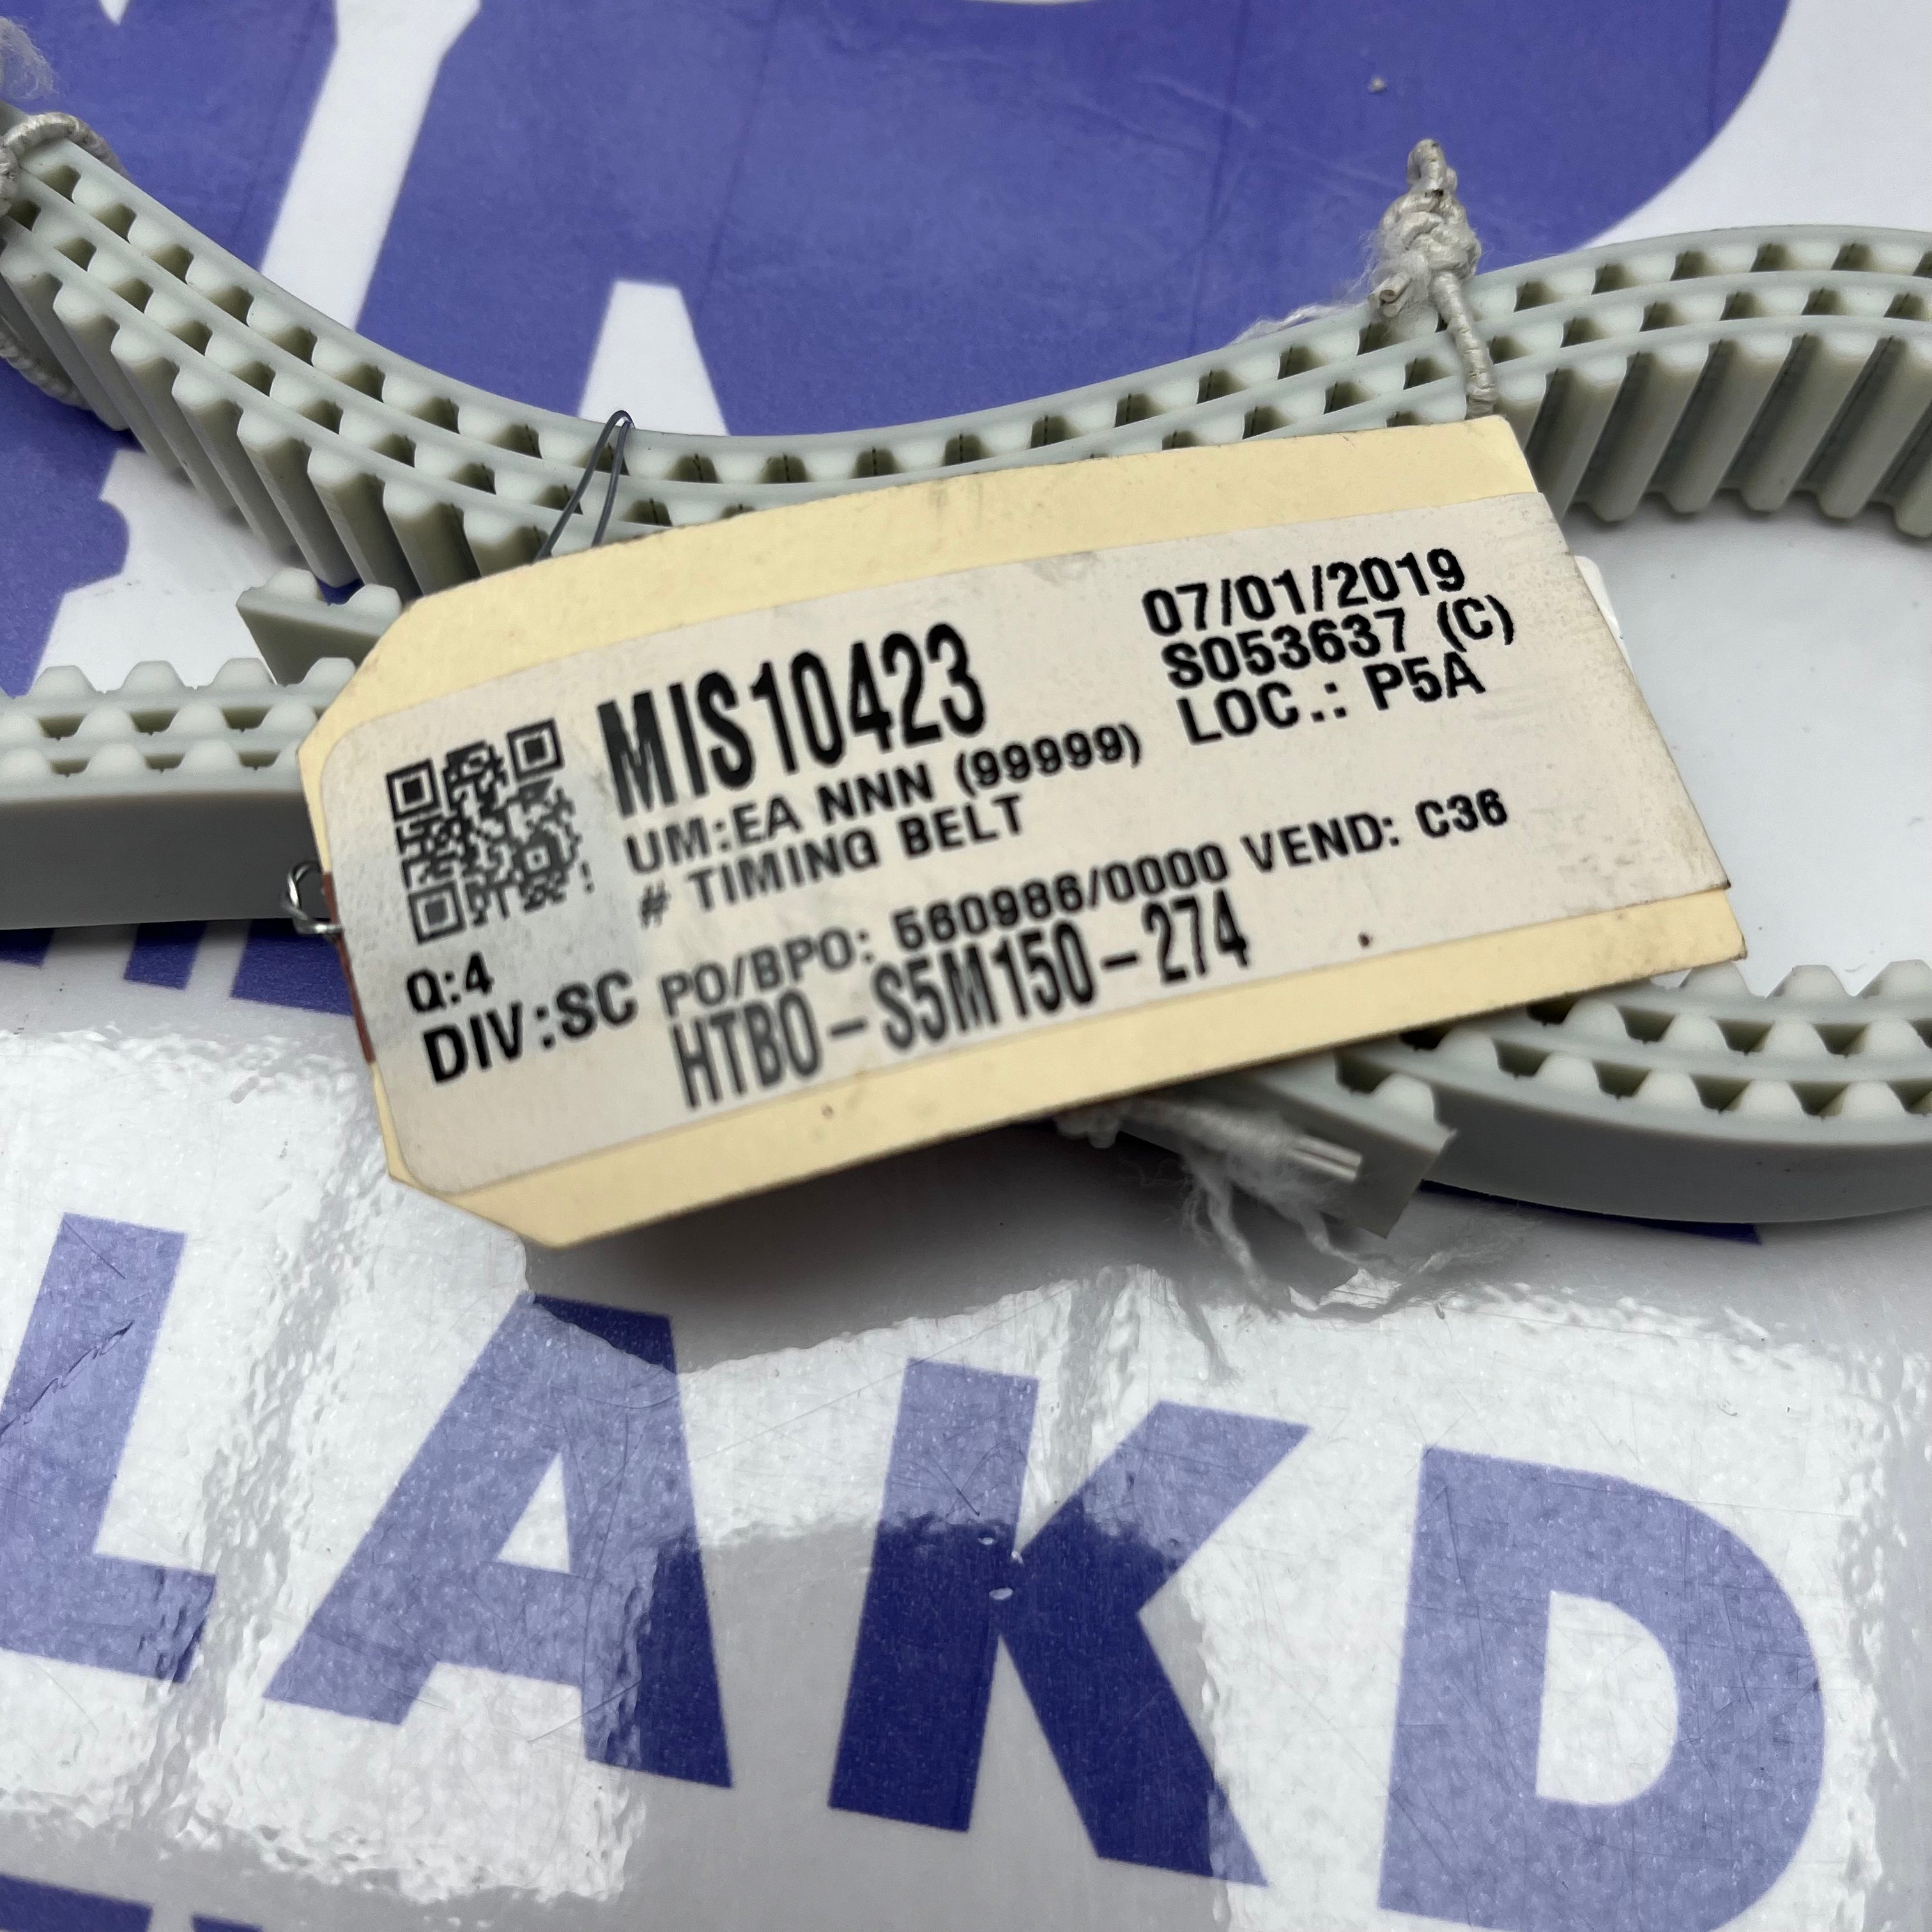 07/01/2019
S053637 (C)
LOC.: P5A
MIS10423
UM:EA NNN (99999)
# TIMING BELT
Q:4
PO/BPO: 560986/0000 VEND: C36
DIV:SC
HTBO-S5M150-274
LAKD